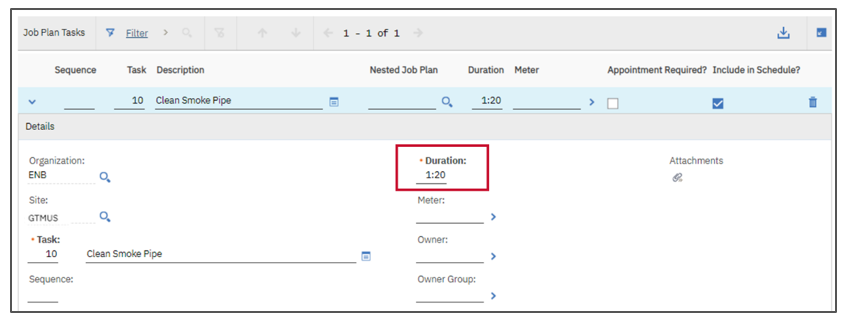 Job Plan Tasks Filter 1 - 1 of 1
Sequence Task Description Nested Job Plan Duration Meter Appointment Required? Include in Schedule?
10 Clean Smoke Pipe 1:20
Details
Organization: * Duration: Attachments
ENB 1:20
Site: Meter:
GTMUS
* Task: Owner:
10 Clean Smoke Pipe
Sequence: Owner Group: